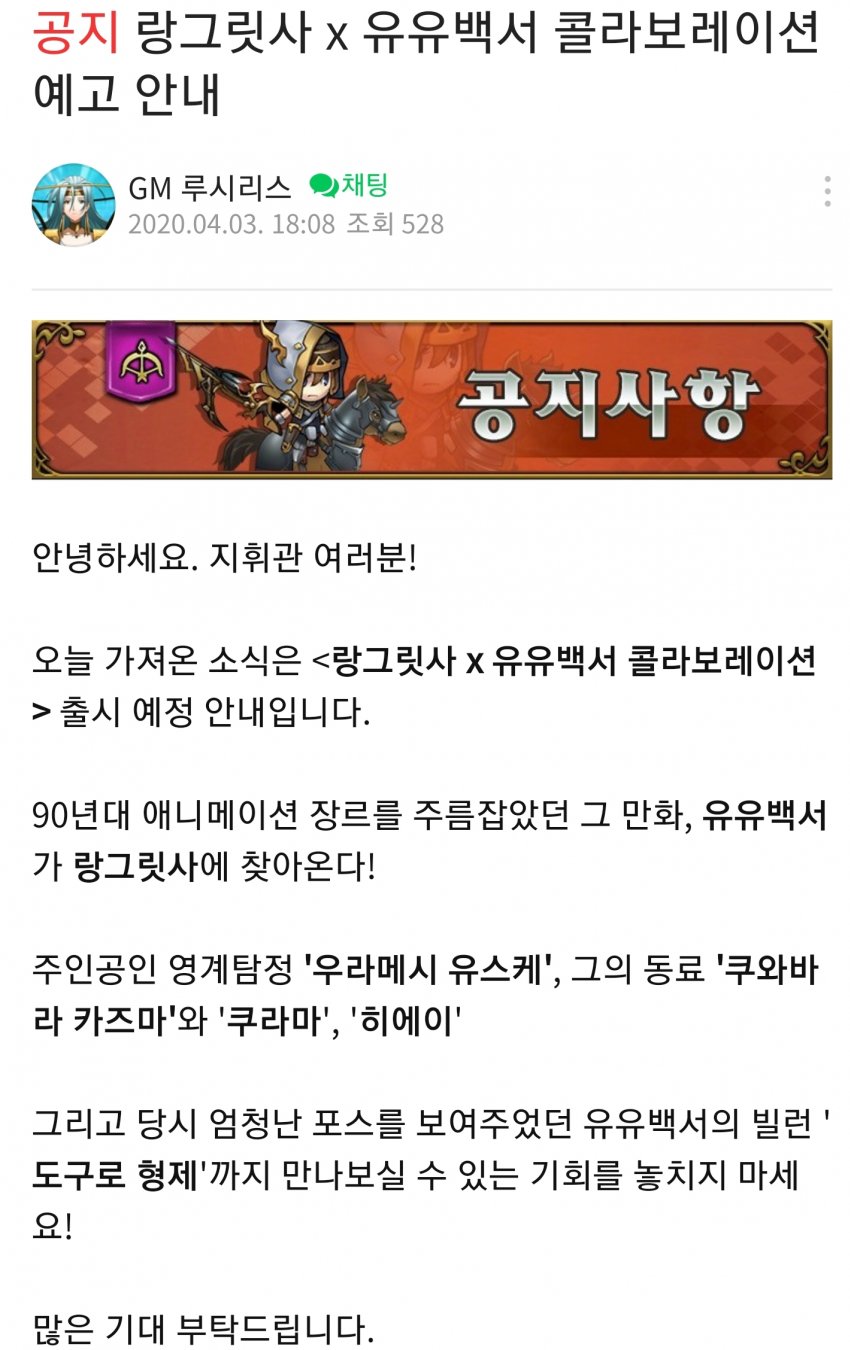 공지 랑그릿사 x 유유백서 콜라보레이션
예고 안내
GM 루시리스 채팅
2020.04.03. 18:08 조회 528
공지사항
안녕하세요. 지휘관 여러분!
오늘 가져온 소식은 <랑그릿사 x 유유백서 콜라보레이션
> 출시 예정 안내입니다.
90년대 애니메이션 장르를 주름잡았던 그 만화, 유유백서
가 랑그릿사에 찾아온다!
주인공인 영계탐정 '우라메시 유스케', 그의 동료 '쿠와바
라 카즈마'와 '쿠라마', '히에이'
그리고 당시 엄청난 포스를 보여주었던 유유백서의 빌런 '
도구로 형제'까지 만나보실 수 있는 기회를 놓치지 마세
요!
많은 기대 부탁드립니다.